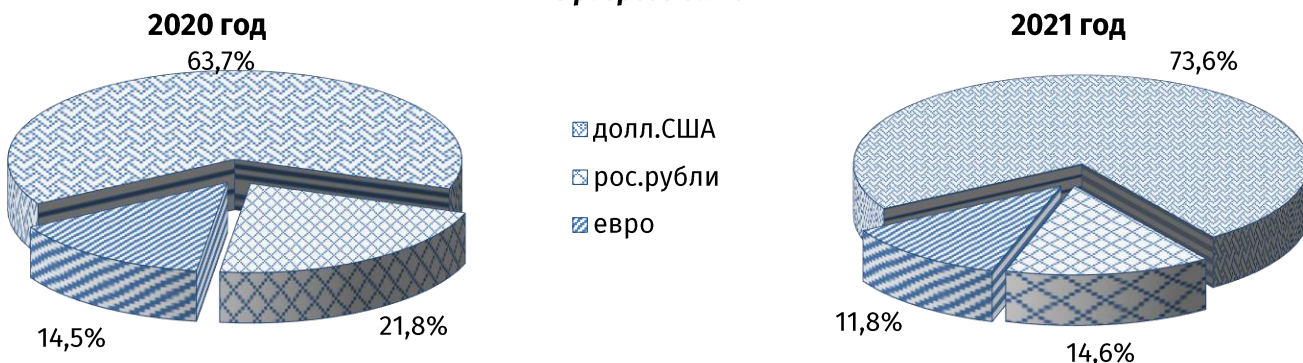 2020 год
63,7%
14,5%
21,8%
долл.США
рос.рубли
евро
2021 год
73,6%
11,8%
14,6%